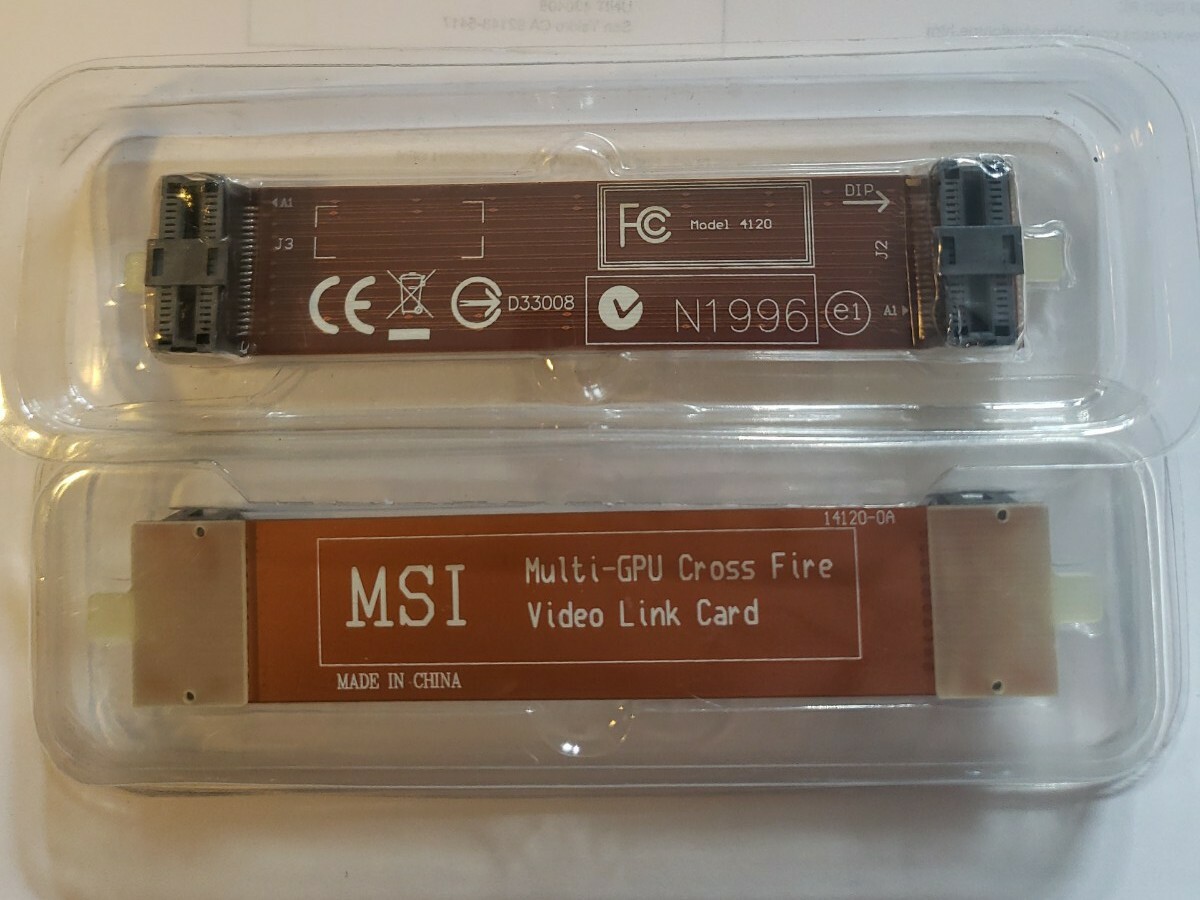 A1
J3
FCC Model 4120
DIP
J2
CE
D33008
N1996
e1
A1
14120-0A
MSI
Multi-GPU Cross Fire
Video Link Card
MADE IN CHINA